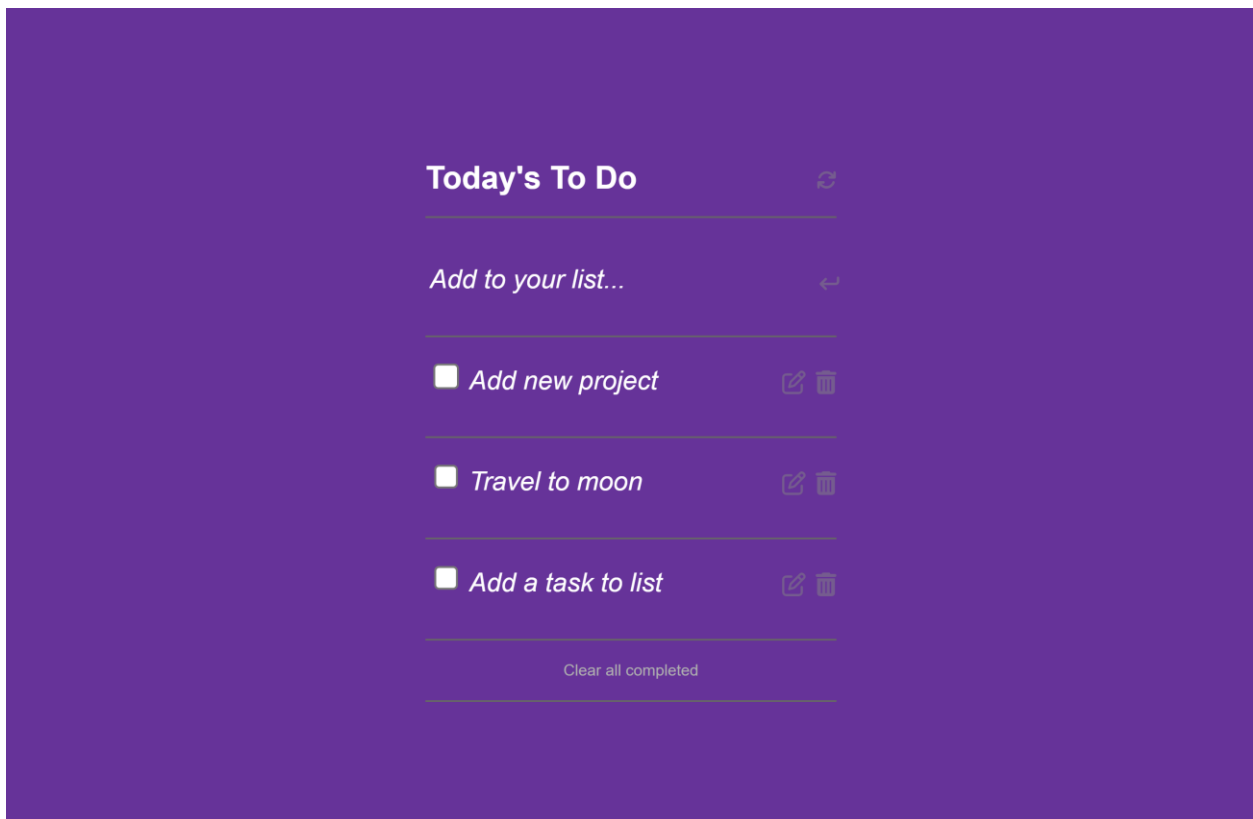 Today's To Do
Add to your list...
Add new project
Travel to moon
Add a task to list
Clear all completed